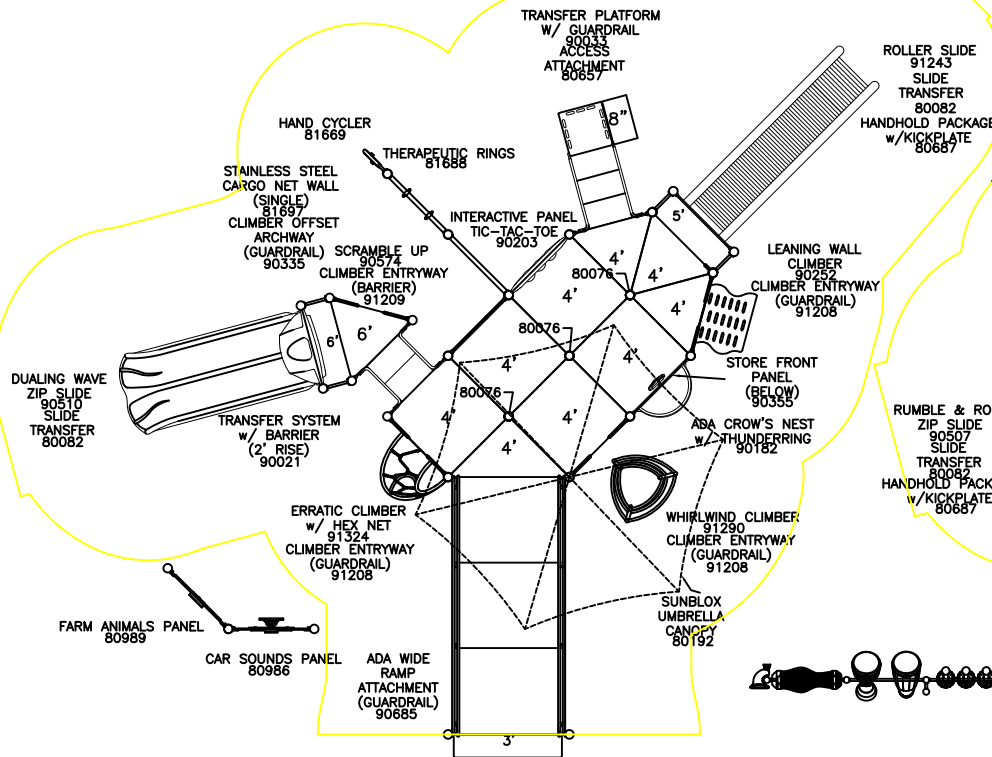 TRANSFER PLATFORM
W/ GUARDRAIL
90033
ACCESS
ATTACHMENT
80657
ROLLER SLIDE
91243
SLIDE
TRANSFER
80082
HANDHOLD PACKAGE
w/KICKPLATE
80687
8"
HAND CYCLER
81669
THERAPEUTIC RINGS
81688
STAINLESS STEEL
CARGO NET WALL
(SINGLE)
81697
CLIMBER OFFSET
ARCHWAY
(GUARDRAIL)
90335
SCRAMBLE UP
90574
CLIMBER ENTRYWAY
(BARRIER)
91209
INTERACTIVE PANEL
TIC-TAC-TOE
90203
5'
4'
4'
4'
4'
80076
LEANING WALL
CLIMBER
90252
CLIMBER ENTRYWAY
(GUARDRAIL)
91208
6'
6'
80076
4'
4'
80076
4'
4'
4'
STORE FRONT
PANEL
(BELOW)
90355
DUALING WAVE
ZIP SLIDE
90510
SLIDE
TRANSFER
80082
TRANSFER SYSTEM
w/ BARRIER
(2' RISE)
90021
ADA CROW'S NEST
w/ THUNDERRING
90182
RUMBLE & RO
ZIP SLIDE
90507
SLIDE
TRANSFER
80082
HANDHOLD PACK
w/KICKPLATE
80687
ERRATIC CLIMBER
w/ HEX NET
91324
CLIMBER ENTRYWAY
(GUARDRAIL)
91208
WHIRLWIND CLIMBER
91290
CLIMBER ENTRYWAY
(GUARDRAIL)
91208
SUNBLOX
UMBRELLA
CANOPY
80192
FARM ANIMALS PANEL
80989
CAR SOUNDS PANEL
80986
ADA WIDE
RAMP
ATTACHMENT
(GUARDRAIL)
90685
3'